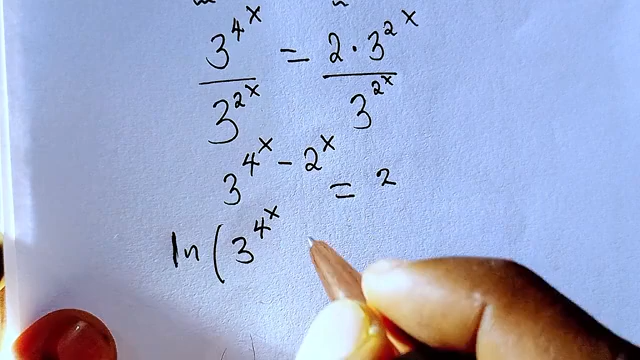 3^{4^x} / 3^{2^x} = 2 · 3^{2^x} / 3^{2^x}
3^{4^x - 2^x} = 2
ln (3^{4^x}